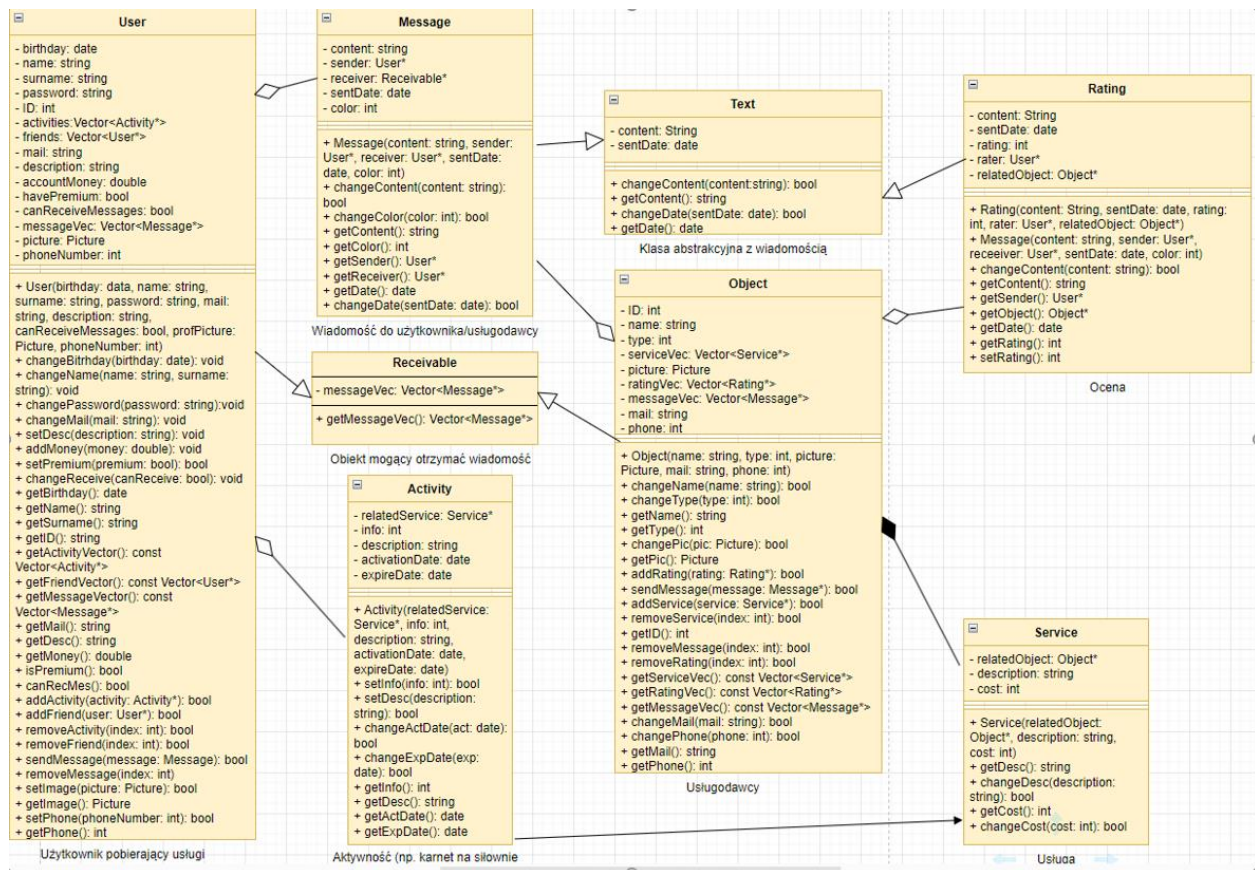 User
- birthday: date
- name: string
- surname: string
- password: string
- ID: int
- activities:Vector<Activity*>
- friends: Vector<User*>
- mail: string
- description: string
- accountMoney: double
- havePremium: bool
- canReceiveMessages: bool
- messageVec: Vector<Message*>
- picture: Picture
- phoneNumber: int
+ User(birthday: data, name: string,
surname: string, password: string, mail:
string, description: string,
canReceiveMessages: bool, profPicture:
Picture, phoneNumber: int)
+ changeBitrhday(birthday: date): void
+ changeName(name: string, surname:
string): void
+ changePassword(password: string):void
+ changeMail(mail: string): void
+ setDesc(description: string): void
+ addMoney(money: double): void
+ setPremium(premium: bool): bool
+ changeReceive(canReceive: bool): void
+ getBirthday(): date
+ getName(): string
+ getSurname(): string
+ getID(): string
+ getActivityVector(): const
Vector<Activity*>
+ getFriendVector(): const Vector<User*>
+ getMessageVector(): const
Vector<Message*>
+ getMail(): string
+ getDesc(): string
+ getMoney(): double
+ isPremium(): bool
+ canRecMes(): bool
+ addActivity(activity: Activity*): bool
+ addFriend(user: User*): bool
+ removeActivity(index: int): bool
+ removeFriend(index: int): bool
+ sendMessage(message: Message): bool
+ removeMessage(index: int)
+ setImage(picture: Picture): bool
+ getImage(): Picture
+ setPhone(phoneNumber: int): bool
+ getPhone(): int
Użytkownik pobierający usługi
Message
- content: string
- sender: User*
- receiver: Receivable*
- sentDate: date
- color: int
+ Message(content: string, sender:
User*, receiver: User*, sentDate:
date, color: int)
+ changeContent(content: string):
bool
+ changeColor(color: int): bool
+ getContent(): string
+ getColor(): int
+ getSender(): User*
+ getReceiver(): User*
+ getDate(): date
+ changeDate(sentDate: date): bool
Wiadomość do użytkownika/usługodawcy
Receivable
- messageVec: Vector<Message*>
+ getMessageVec(): Vector<Message*>
Obiekt mogący otrzymać wiadomość
Activity
- relatedService: Service*
- info: int
- description: string
- activationDate: date
- expireDate: date
+ Activity(relatedService:
Service*, info: int,
description: string,
activationDate: date,
expireDate: date)
+ setInfo(info: int): bool
+ setDesc(description:
string): bool
+ changeActDate(act: date):
bool
+ changeExpDate(exp:
date): bool
+ getInfo(): int
+ getDesc(): string
+ getActDate(): date
+ getExpDate(): date
Aktywność (np. karnet na siłownie
Text
- content: String
- sentDate: date
+ changeContent(content:string): bool
+ getContent(): string
+ changeDate(sentDate: date): bool
+ getDate(): date
Klasa abstrakcyjna z wiadomością
Object
- ID: int
- name: string
- type: int
- serviceVec: Vector<Service*>
- picture: Picture
- ratingVec: Vector<Rating*>
- messageVec: Vector<Message*>
- mail: string
- phone: int
+ Object(name: string, type: int, picture:
Picture, mail: string, phone: int)
+ changeName(name: string): bool
+ changeType(type: int): bool
+ getName(): string
+ getType(): int
+ changePic(pic: Picture): bool
+ getPic(): Picture
+ addRating(rating: Rating*): bool
+ sendMessage(message: Message*): bool
+ addService(service: Service*): bool
+ removeService(index: int): bool
+ getID(): int
+ removeMessage(index: int): bool
+ removeRating(index: int): bool
+ getServiceVec(): const Vector<Service*>
+ getRatingVec(): const Vector<Rating*>
+ getMessageVec(): const Vector<Message*>
+ changeMail(mail: string): bool
+ changePhone(phone: int): bool
+ getMail(): string
+ getPhone(): int
Usługodawcy
Rating
- content: String
- sentDate: date
- rating: int
- rater: User*
- relatedObject: Object*
+ Rating(content: String, sentDate: date, rating:
int, rater: User*, relatedObject: Object*)
+ Message(content: string, sender: User*,
receeiver: User*, sentDate: date, color: int)
+ changeContent(content: string): bool
+ getContent(): string
+ getSender(): User*
+ getObject(): Object*
+ getDate(): date
+ getRating(): int
+ setRating(): int
Ocena
Service
- relatedObject: Object*
- description: string
- cost: int
+ Service(relatedObject:
Object*, description: string,
cost: int)
+ getDesc(): string
+ changeDesc(description:
string): bool
+ getCost(): int
+ changeCost(cost: int): bool
Usługa